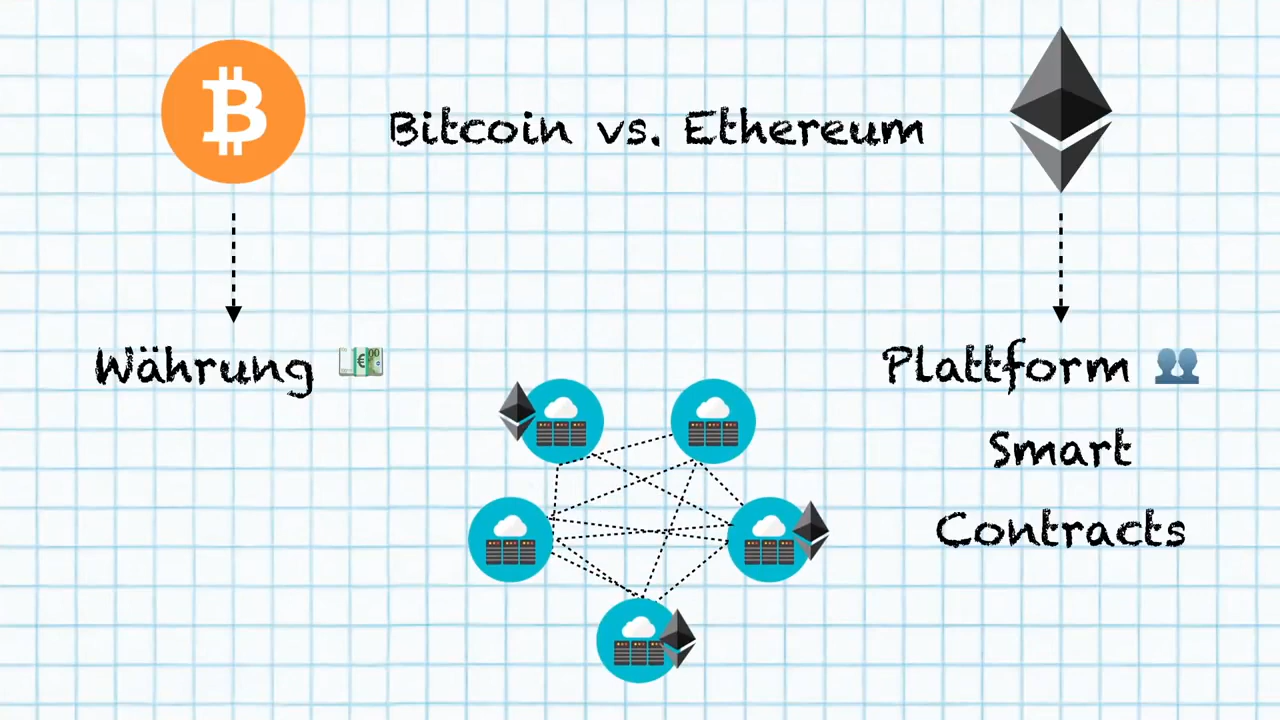 Bitcoin vs. Ethereum
Währung
Plattform
Smart
Contracts